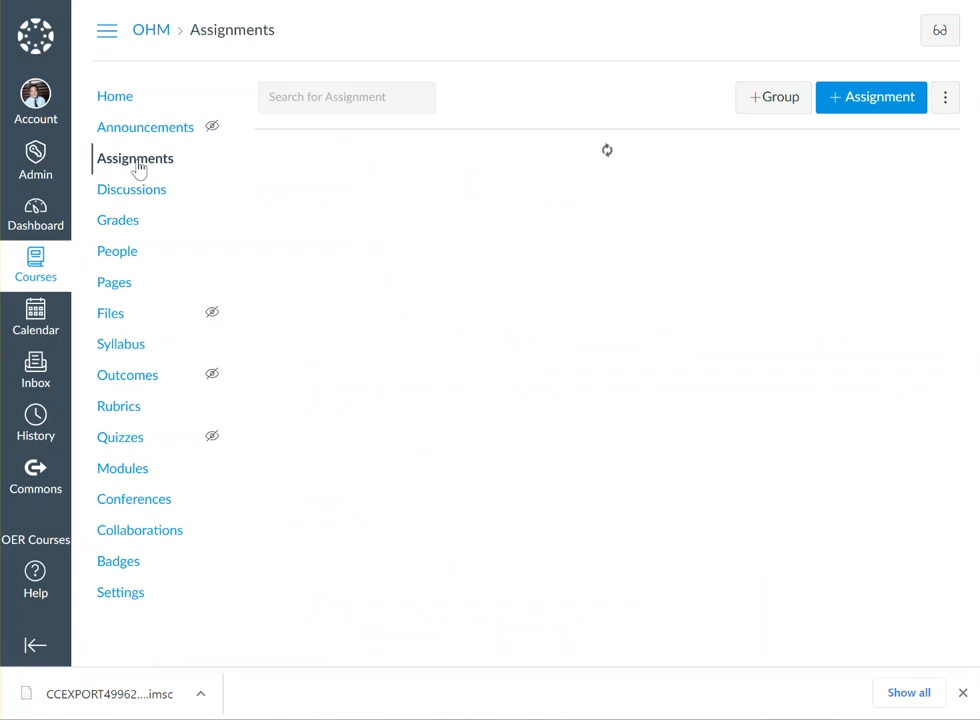 OHM > Assignments
Account
Admin
Dashboard
Courses
Calendar
Inbox
History
Commons
OER Courses
Help
Home
Announcements
Assignments
Discussions
Grades
People
Pages
Files
Syllabus
Outcomes
Rubrics
Quizzes
Modules
Conferences
Collaborations
Badges
Settings
Search for Assignment
+Group
+ Assignment
CCEXPORT49962....imsc
Show all